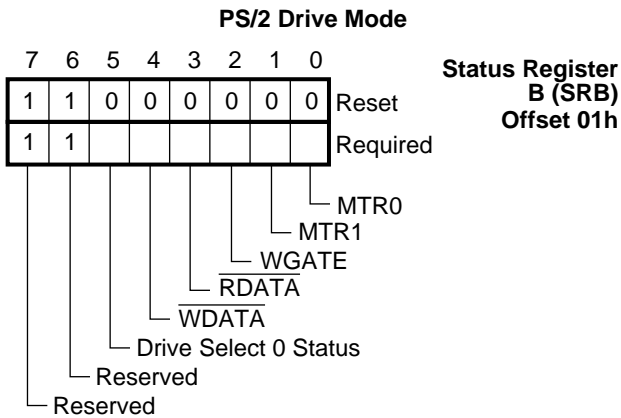 PS/2 Drive Mode
7 6 5 4 3 2 1 0
Status Register
B (SRB)
Offset 01h
1 1 0 0 0 0 0 0 Reset
1 1 Required
MTR0
MTR1
WGATE
RDATA
WDATA
Drive Select 0 Status
Reserved
Reserved